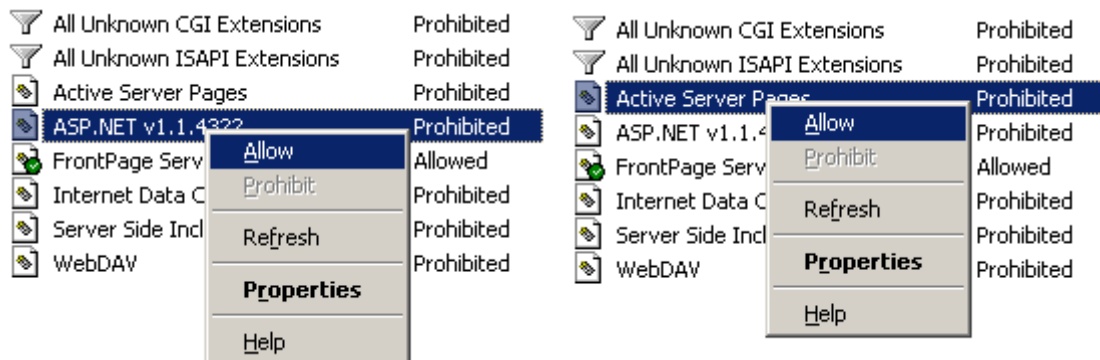 All Unknown CGI Extensions Prohibited
All Unknown ISAPI Extensions Prohibited
Active Server Pages Prohibited
ASP.NET v1.1.4322 Prohibited
FrontPage Serv Allowed
Internet Data C Prohibited
Server Side Incl Prohibited
WebDAV Prohibited
Allow
Prohibit
Refresh
Properties
Help
All Unknown CGI Extensions Prohibited
All Unknown ISAPI Extensions Prohibited
Active Server Pages Prohibited
ASP.NET v1.1.4 Prohibited
FrontPage Serv Allowed
Internet Data C Prohibited
Server Side Incl Prohibited
WebDAV Prohibited
Allow
Prohibit
Refresh
Properties
Help